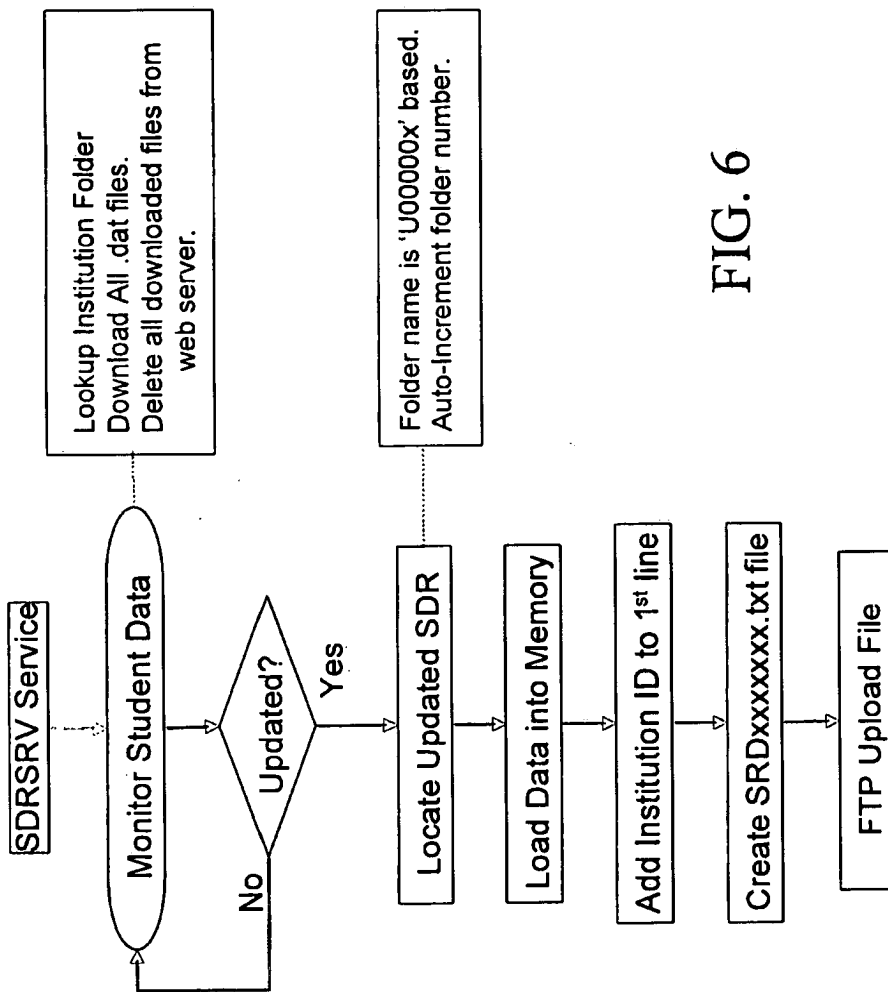 SDRSRV Service
Monitor Student Data
Lookup Institution Folder
Download All .dat files.
Delete all downloaded files from
web server.
Updated?
No
Yes
Locate Updated SDR
Folder name is 'U00000x' based.
Auto-Increment folder number.
Load Data into Memory
Add Institution ID to 1st line
Create SRDxxxxxxx.txt file
FTP Upload File
FIG. 6